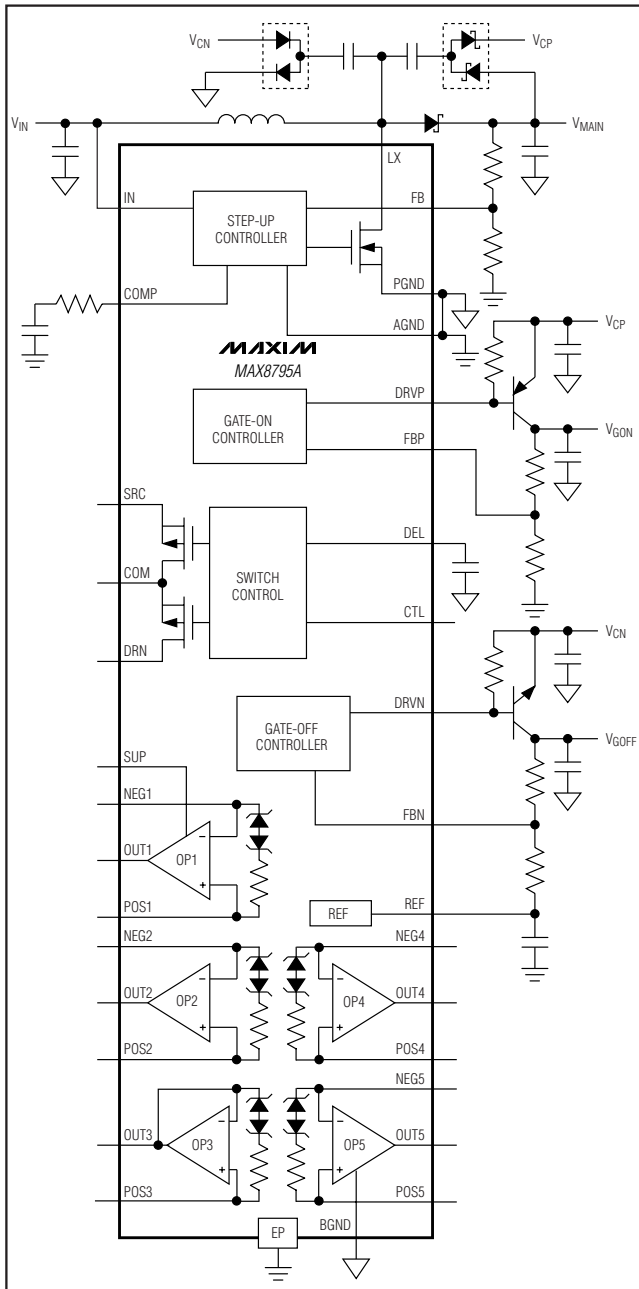 VCN
VCP
VIN
VMAIN
LX
IN
FB
STEP-UP
CONTROLLER
COMP
PGND
AGND
MAXIM
MAX8795A
VCP
DRVP
GATE-ON
CONTROLLER
FBP
VGON
SRC
DEL
COM
SWITCH
CONTROL
CTL
DRN
VCN
DRVN
GATE-OFF
CONTROLLER
VGOFF
SUP
NEG1
FBN
OUT1
OP1
-
+
POS1
REF
REF
NEG2
NEG4
OUT2
OP2
-
+
OP4
-
+
OUT4
POS2
POS4
NEG5
OUT3
OP3
-
+
OP5
-
+
OUT5
POS3
POS5
EP
BGND